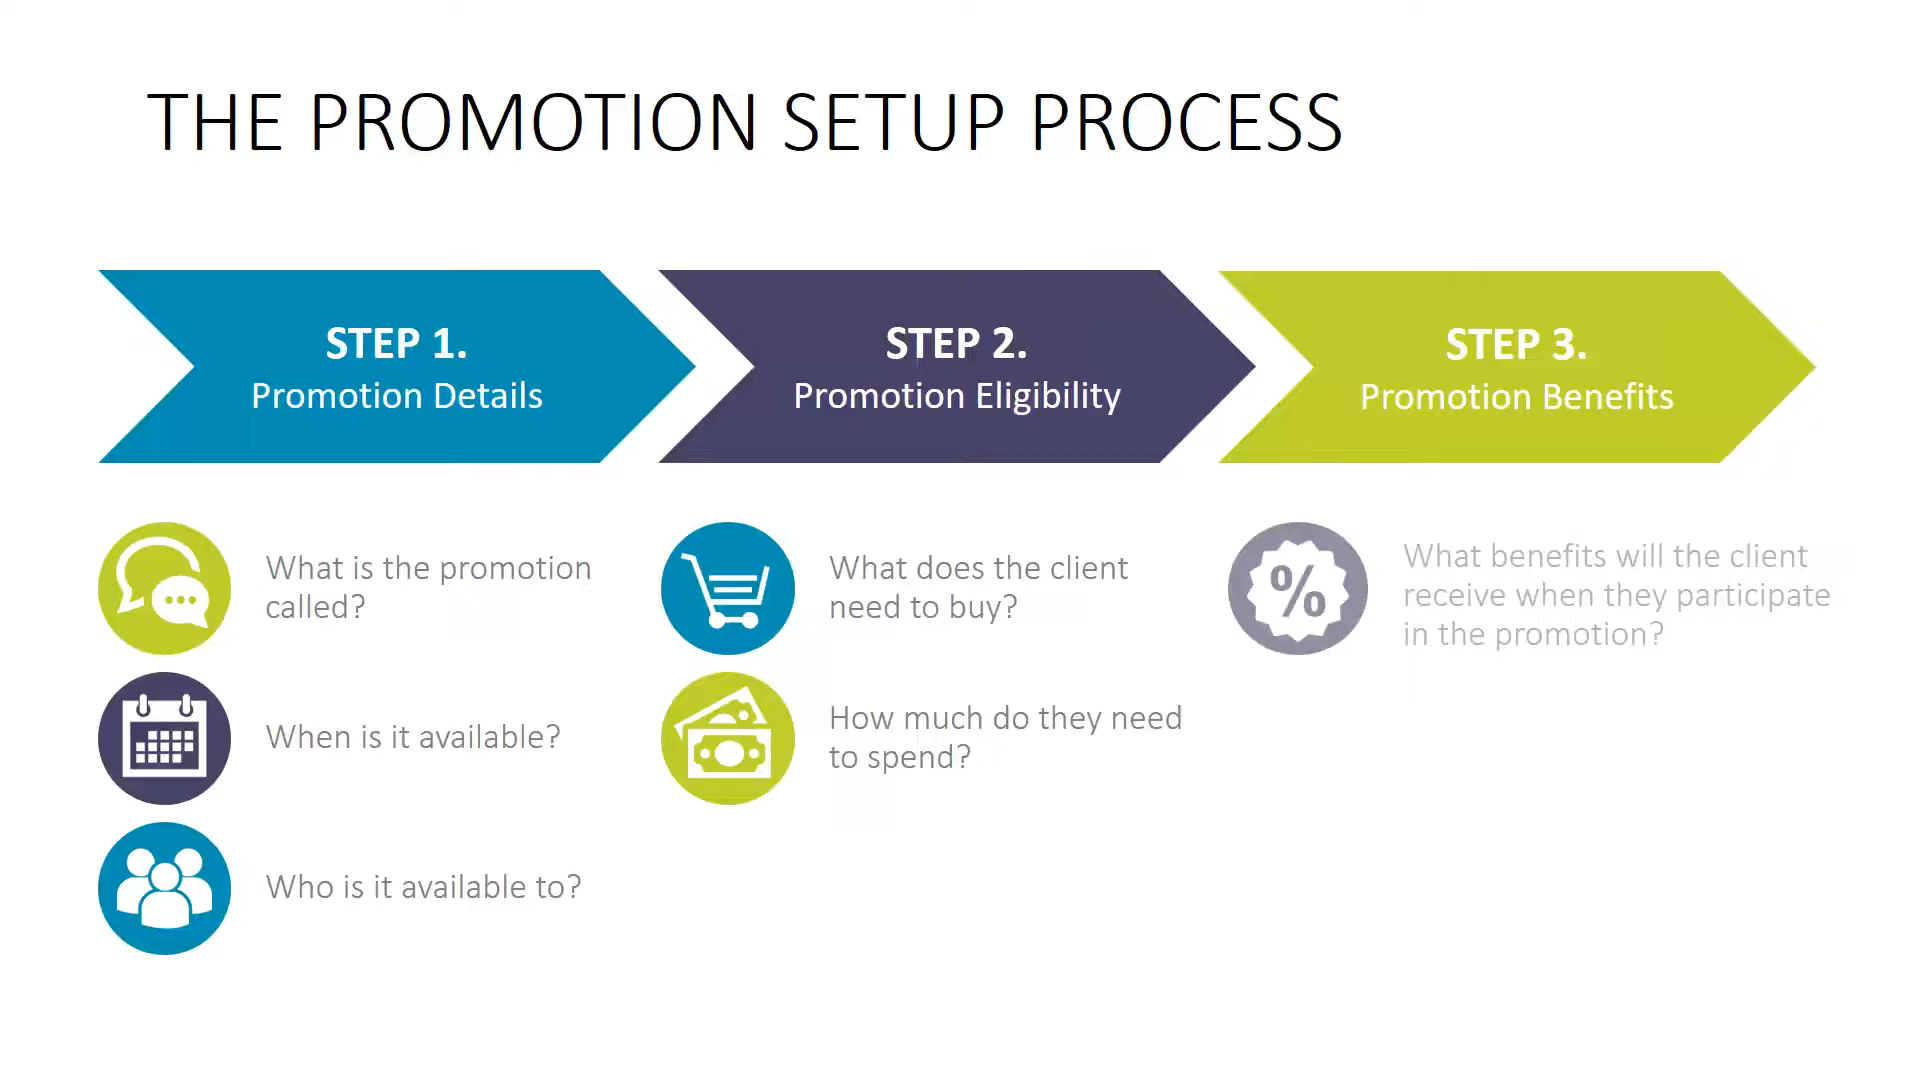 THE PROMOTION SETUP PROCESS
STEP 1.
Promotion Details
What is the promotion
called?
When is it available?
Who is it available to?
STEP 2.
Promotion Eligibility
What does the client
need to buy?
How much do they need
to spend?
STEP 3.
Promotion Benefits
%
What benefits will the client
receive when they participate
in the promotion?